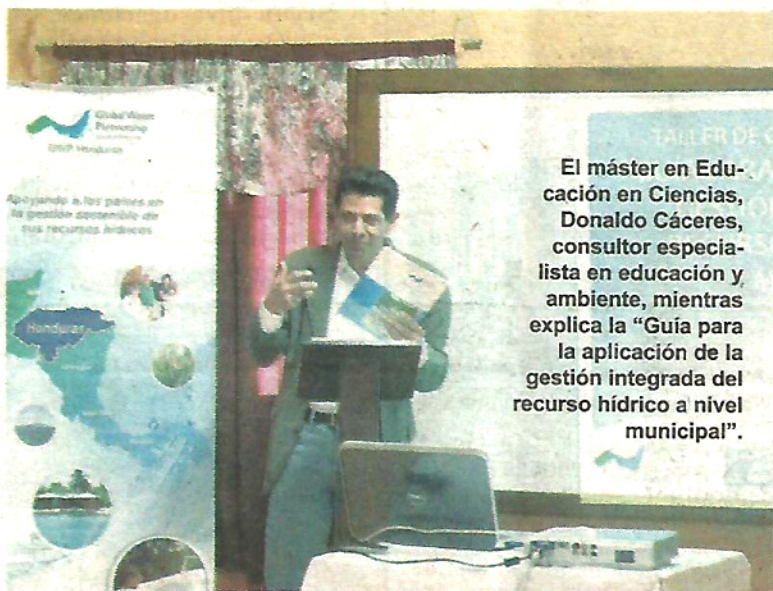 Global Water
Partnership
GWP Honduras
Apoyando a los países en
la gestión sostenible de
sus recursos hídricos
Honduras
TALLER DE
El máster en Edu-
cación en Ciencias,
Donaldo Cáceres,
consultor especia-
lista en educación y
ambiente, mientras
explica la “Guía para
la aplicación de la
gestión integrada del
recurso hídrico a nivel
municipal”.